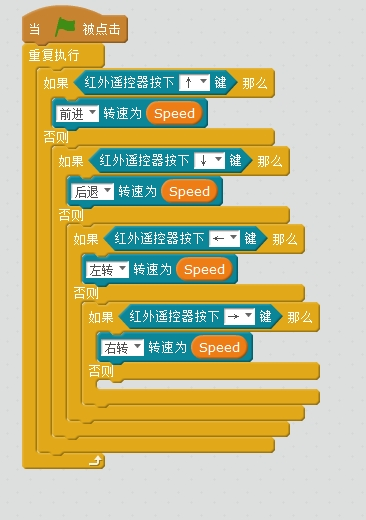 当 被点击
重复执行
如果 红外遥控器按下 ↑ 键 那么
前进 转速为 Speed
否则
如果 红外遥控器按下 ↓ 键 那么
后退 转速为 Speed
否则
如果 红外遥控器按下 ← 键 那么
左转 转速为 Speed
否则
如果 红外遥控器按下 → 键 那么
右转 转速为 Speed
否则